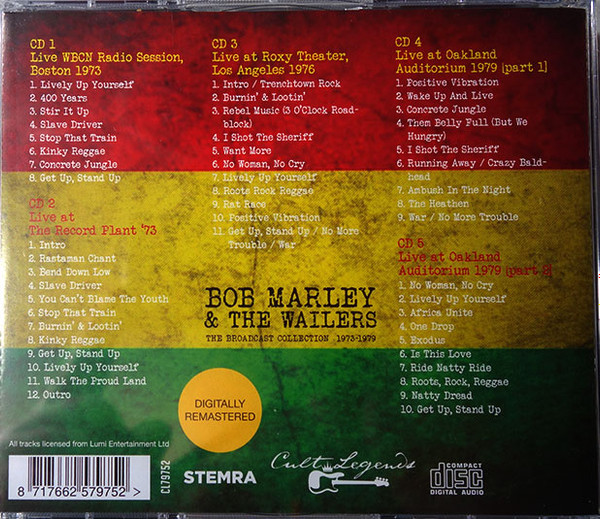 CD 1
Live WBCN Radio Session,
Boston 1973
1. Lively Up Yourself
2. 400 Years
3. Stir It Up
4. Slave Driver
5. Stop That Train
6. Kinky Reggae
7. Concrete Jungle
8. Get Up, Stand Up
CD 2
Live at
The Record Plant '73
1. Intro
2. Rastaman Chant
3. Bend Down Low
4. Slave Driver
5. You Can't Blame The Youth
6. Stop That Train
7. Burnin' & Lootin'
8. Kinky Reggae
9. Get Up, Stand Up
10. Lively Up Yourself
11. Walk The Proud Land
12. Outro
CD 3
Live at Roxy Theater,
Los Angeles 1976
1. Intro / Trenchtown Rock
2. Burnin' & Lootin'
3. Rebel Music (3 O'Clock Road-
block)
4. I Shot The Sheriff
5. Want More
6. No Woman, No Cry
7. Lively Up Yourself
8. Roots Rock Reggae
9. Rat Race
10. Positive Vibration
11. Get Up, Stand Up / No More
Trouble / War
CD 4
Live at Oakland
Auditorium 1979 [part 1]
1. Positive Vibration
2. Wake Up And Live
3. Concrete Jungle
4. Them Belly Full (But We
Hungry)
5. I Shot The Sheriff
6. Running Away / Crazy Bald-
head
7. Ambush In The Night
8. The Heathen
9. War / No More Trouble
CD 5
Live at Oakland
Auditorium 1979 [part 2]
1. No Woman, No Cry
2. Lively Up Yourself
3. Africa Unite
4. One Drop
5. Exodus
6. Is This Love
7. Ride Natty Ride
8. Roots, Rock, Reggae
9. Natty Dread
10. Get Up, Stand Up
BOB MARLEY
& THE WAILERS
THE BROADCAST COLLECTION 1973-1979
DIGITALLY
REMASTERED
All tracks licensed from Lumi Entertainment Ltd
8 717662 579752 >
CL79752
STEMRA
Cult Legends
COMPACT
disc
DIGITAL AUDIO